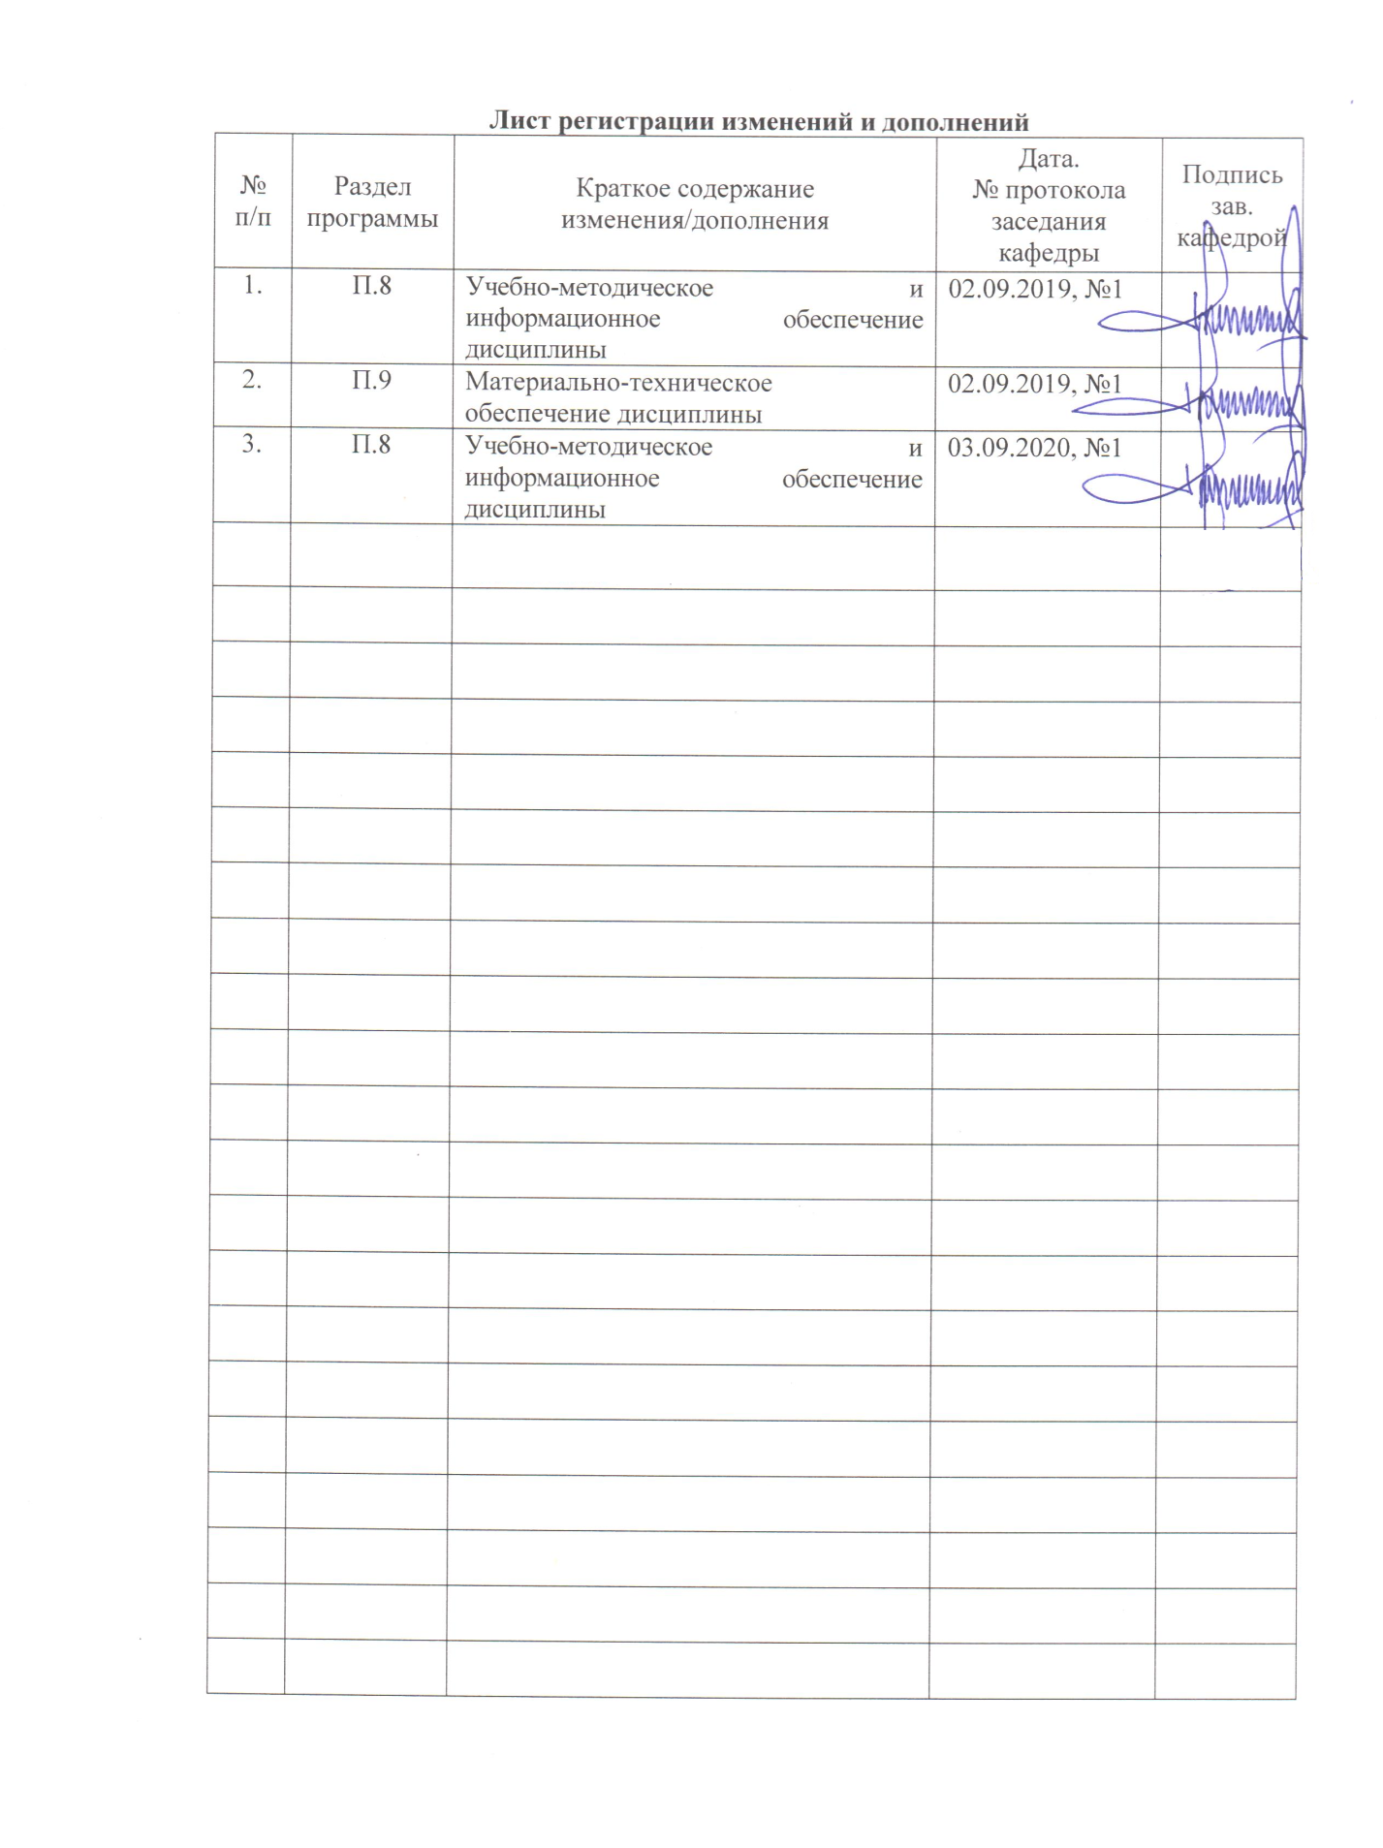 Лист регистрации изменений и дополнений
№
п/п
Раздел
программы
Краткое содержание
изменения/дополнения
Дата.
№ протокола
заседания
кафедры
Подпись
зав.
кафедрой
1.
П.8
Учебно-методическое и
информационное обеспечение
дисциплины
02.09.2019, №1
2.
П.9
Материально-техническое
обеспечение дисциплины
02.09.2019, №1
3.
П.8
Учебно-методическое и
информационное обеспечение
дисциплины
03.09.2020, №1